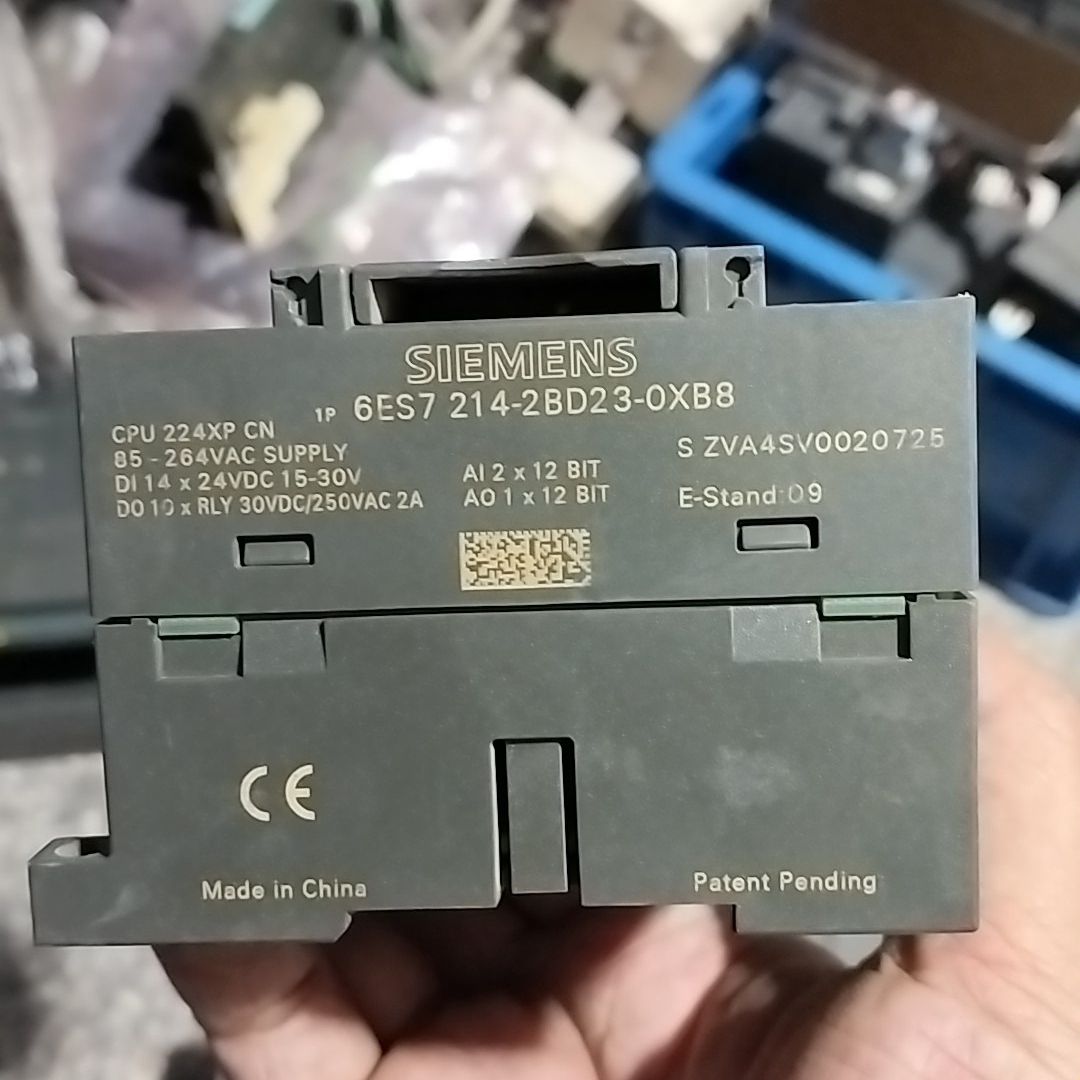 SIEMENS
1P 6ES7 214-2BD23-0XB8
CPU 224XP CN
85-264VAC SUPPLY
DI 14 x 24VDC 15-30V
DO 10 x RLY 30VDC/250VAC 2A
AI 2 x 12 BIT
AO 1 x 12 BIT
S ZVA4SV0020725
E-Stand:09
CE
Made in China
Patent Pending